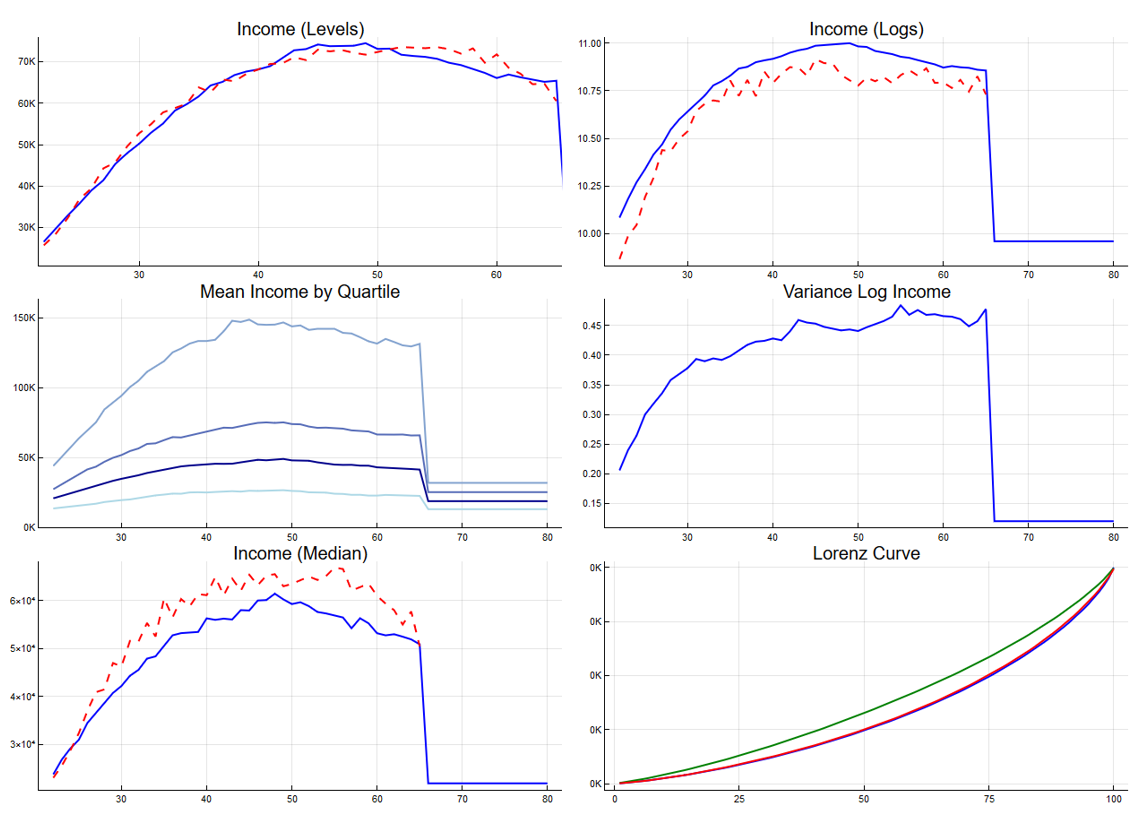 Income (Levels)
70K
60K
50K
40K
30K
30
40
50
60
Income (Logs)
11.00
10.75
10.50
10.25
10.00
30
40
50
60
70
80
Mean Income by Quartile
150K
100K
50K
0K
30
40
50
60
70
80
Variance Log Income
0.45
0.40
0.35
0.30
0.25
0.20
0.15
30
40
50
60
70
80
Income (Median)
6×10⁴
5×10⁴
4×10⁴
3×10⁴
30
40
50
60
70
80
Lorenz Curve
0K
0K
0K
0K
0K
0
25
50
75
100